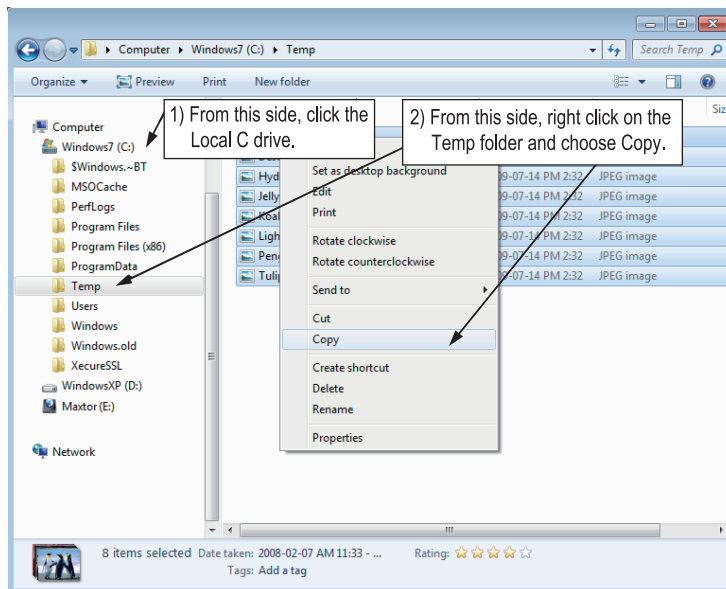 Computer ▸ Windows7 (C:) ▸ Temp
Search Temp
Organize Preview Print New folder
Siz
1) From this side, click the
Local C drive.
2) From this side, right click on the
Temp folder and choose Copy.
Computer
Windows7 (C:)
$Windows.~BT
MSOCache
PerfLogs
Program Files
Program Files (x86)
ProgramData
Temp
Users
Windows
Windows.old
XecureSSL
WindowsXP (D:)
Maxtor (E:)
Network
Hyd
Jelly
Koal
Ligh
Peng
Tulip
Set as desktop background
Edit
Print
Rotate clockwise
Rotate counterclockwise
Send to
Cut
Copy
Create shortcut
Delete
Rename
Properties
09-07-14 PM 2:32 JPEG image
09-07-14 PM 2:32 JPEG image
09-07-14 PM 2:32 JPEG image
09-07-14 PM 2:32 JPEG image
09-07-14 PM 2:32 JPEG image
09-07-14 PM 2:32 JPEG image
8 items selected Date taken: 2008-02-07 AM 11:33 - ... Rating:
Tags: Add a tag